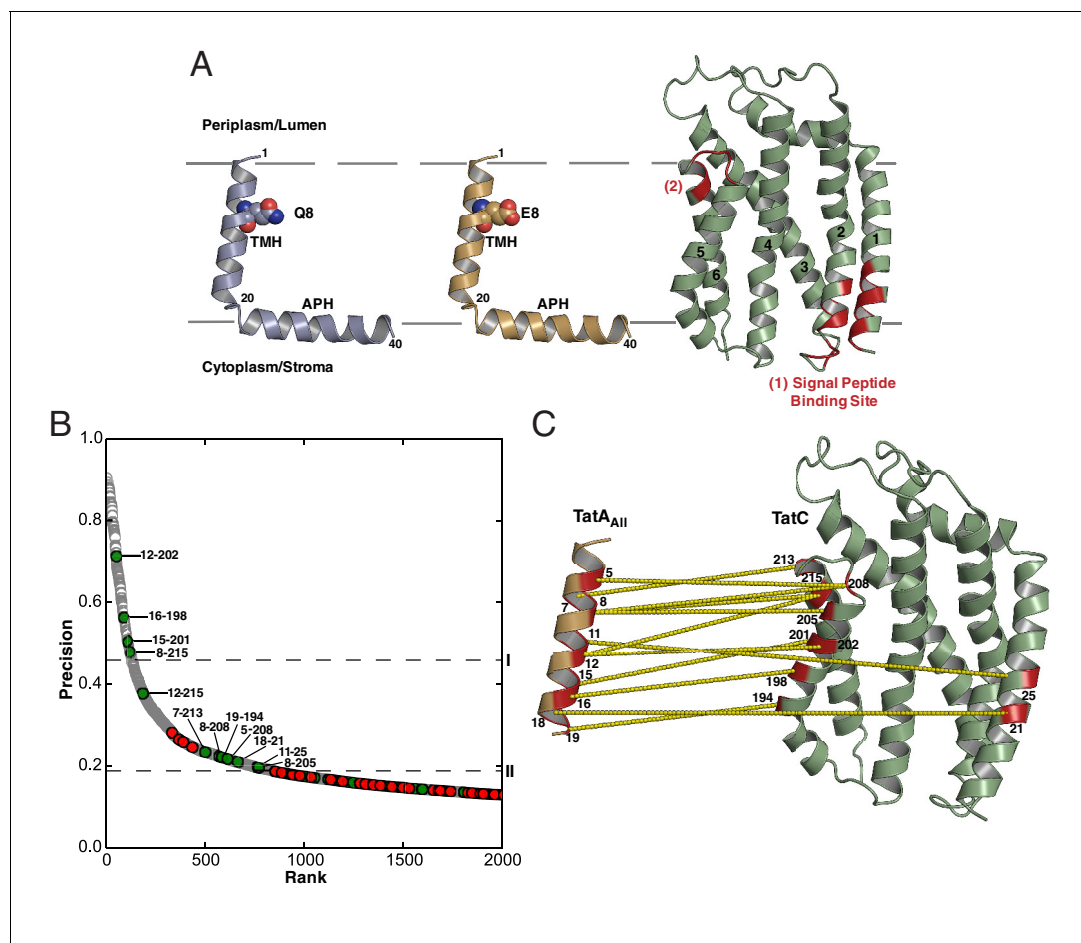 A
Periplasm/Lumen
1
1
(2)
Q8
E8
TMH
TMH
5
6
4
3
2
1
20
APH
20
APH
40
40
Cytoplasm/Stroma
(1) Signal Peptide
Binding Site
B
Precision
1.0
0.8
0.6
0.4
0.2
0.0
12-202
16-198
15-201
8-215
I
12-215
7-213
8-208
19-194
5-208
18-21
11-25
8-205
II
0
500
1000
1500
2000
Rank
C
TatAAll
TatC
213
5
215
208
7
8
205
11
201
202
12
15
198
16
194
25
18
21
19